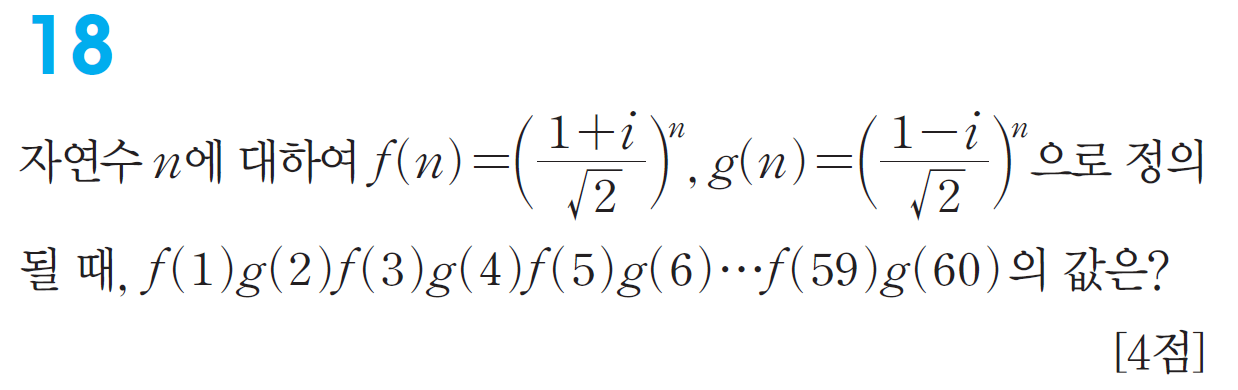 18
자연수 n에 대하여 f(n)=((1+i)/√2)^n, g(n)=((1-i)/√2)^n으로 정의
될 때, f(1)g(2)f(3)g(4)f(5)g(6)⋯f(59)g(60)의 값은?
[4점]